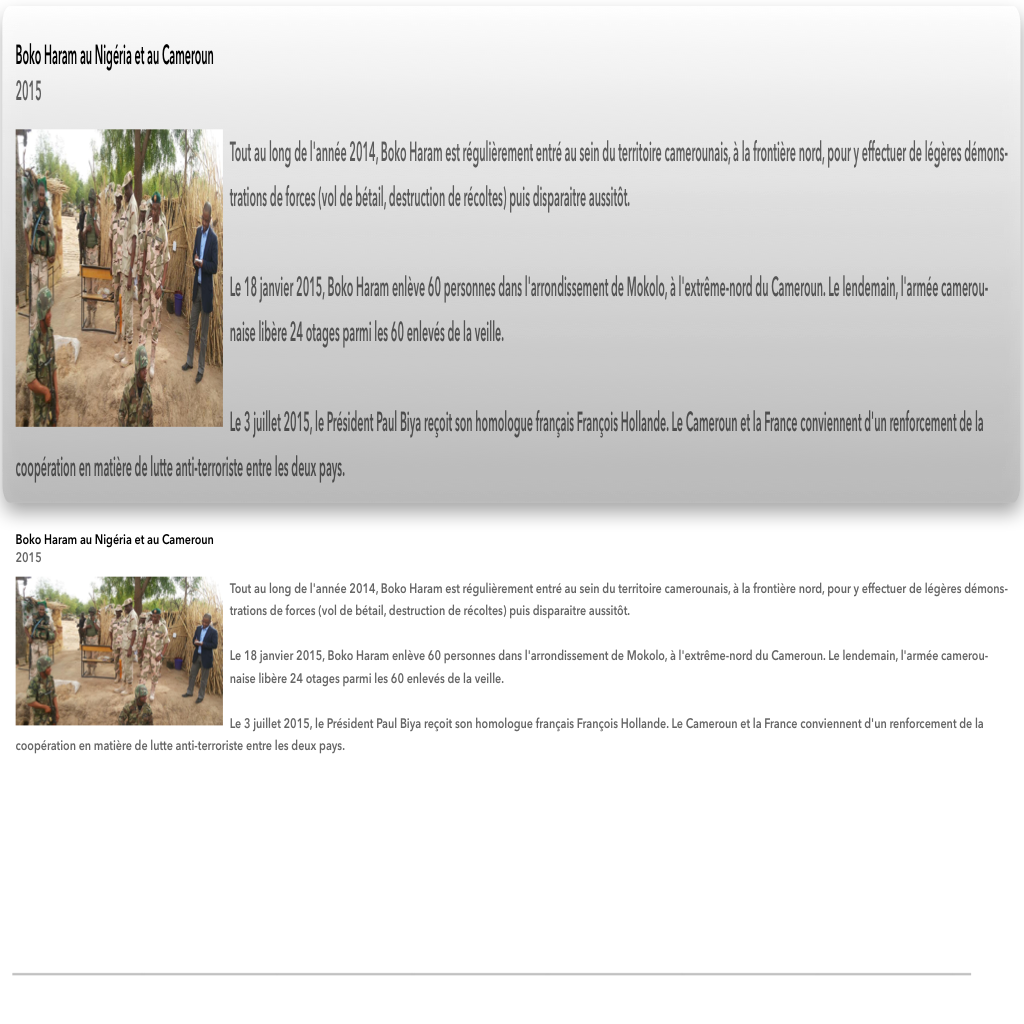 Boko Haram au Nigéria et au Cameroun
2015
Tout au long de l'année 2014, Boko Haram est régulièrement entré au sein du territoire camerounais, à la frontière nord, pour y effectuer de légères démons-
trations de forces (vol de bétail, destruction de récoltes) puis disparaitre aussitôt.
Le 18 janvier 2015, Boko Haram enlève 60 personnes dans l'arrondissement de Mokolo, à l'extrême-nord du Cameroun. Le lendemain, l'armée camerou-
naise libère 24 otages parmi les 60 enlevés de la veille.
Le 3 juillet 2015, le Président Paul Biya reçoit son homologue français François Hollande. Le Cameroun et la France conviennent d'un renforcement de la
coopération en matière de lutte anti-terroriste entre les deux pays.
Boko Haram au Nigéria et au Cameroun
2015
Tout au long de l'année 2014, Boko Haram est régulièrement entré au sein du territoire camerounais, à la frontière nord, pour y effectuer de légères démons-
trations de forces (vol de bétail, destruction de récoltes) puis disparaitre aussitôt.
Le 18 janvier 2015, Boko Haram enlève 60 personnes dans l'arrondissement de Mokolo, à l'extrême-nord du Cameroun. Le lendemain, l'armée camerou-
naise libère 24 otages parmi les 60 enlevés de la veille.
Le 3 juillet 2015, le Président Paul Biya reçoit son homologue français François Hollande. Le Cameroun et la France conviennent d'un renforcement de la
coopération en matière de lutte anti-terroriste entre les deux pays.